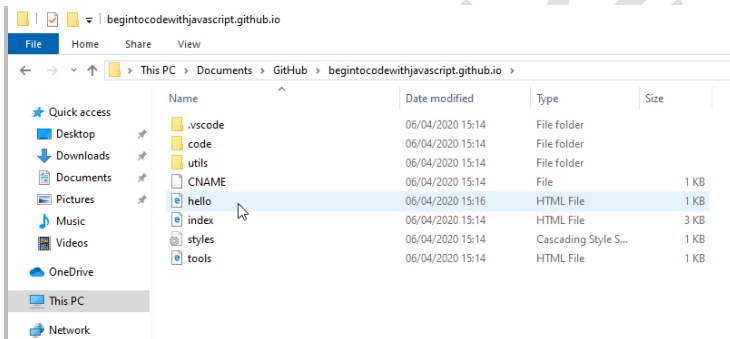 begintocodewithjavascript.github.io
File Home Share View
This PC > Documents > GitHub > begintocodewithjavascript.github.io >
Name Date modified Type Size
Quick access
Desktop
Downloads
Documents
Pictures
Music
Videos
OneDrive
This PC
Network
.vscode 06/04/2020 15:14 File folder
code 06/04/2020 15:14 File folder
utils 06/04/2020 15:14 File folder
CNAME 06/04/2020 15:14 File 1 KB
hello 06/04/2020 15:16 HTML File 1 KB
index 06/04/2020 15:14 HTML File 3 KB
styles 06/04/2020 15:14 Cascading Style S... 1 KB
tools 06/04/2020 15:14 HTML File 1 KB